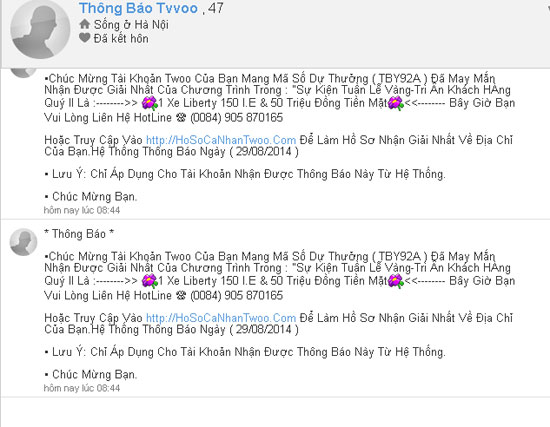 Thông Báo Tvvoo , 47
Sống ở Hà Nội
Đã kết hôn
•Chúc Mừng Tài Khoản Twoo Của Bạn Mang Mã Số Dự Thưởng ( TBY92A ) Đã May Mắn
Nhận Được Giải Nhất Của Chương Trình Trong : "Sự Kiện Tuần Lễ Vàng-Tri Ân Khách HAng
Quý II Là :-------->> 1 Xe Liberty 150 I.E & 50 Triệu Đồng Tiền Mặt <<-------- Bây Giờ Bạn
Vui Lòng Liên Hệ HotLine ☎ (0084) 905 870165
Hoặc Truy Cập Vào http://HoSoCaNhanTwoo.Com Để Làm Hồ Sơ Nhận Giải Nhất Về Địa Chỉ
Của Bạn.Hệ Thống Thông Báo Ngày ( 29/08/2014 )
• Lưu Ý: Chỉ Áp Dụng Cho Tài Khoản Nhận Được Thông Báo Này Từ Hệ Thống.
• Chúc Mừng Bạn.
hôm nay lúc 08:44
* Thông Báo *
•Chúc Mừng Tài Khoản Twoo Của Bạn Mang Mã Số Dự Thưởng ( TBY92A ) Đã May Mắn
Nhận Được Giải Nhất Của Chương Trình Trong : "Sự Kiện Tuần Lễ Vàng-Tri Ân Khách HAng
Quý II Là :-------->> 1 Xe Liberty 150 I.E & 50 Triệu Đồng Tiền Mặt <<-------- Bây Giờ Bạn
Vui Lòng Liên Hệ HotLine ☎ (0084) 905 870165
Hoặc Truy Cập Vào http://HoSoCaNhanTwoo.Com Để Làm Hồ Sơ Nhận Giải Nhất Về Địa Chỉ
Của Bạn.Hệ Thống Thông Báo Ngày ( 29/08/2014 )
• Lưu Ý: Chỉ Áp Dụng Cho Tài Khoản Nhận Được Thông Báo Này Từ Hệ Thống.
• Chúc Mừng Bạn.
hôm nay lúc 08:44